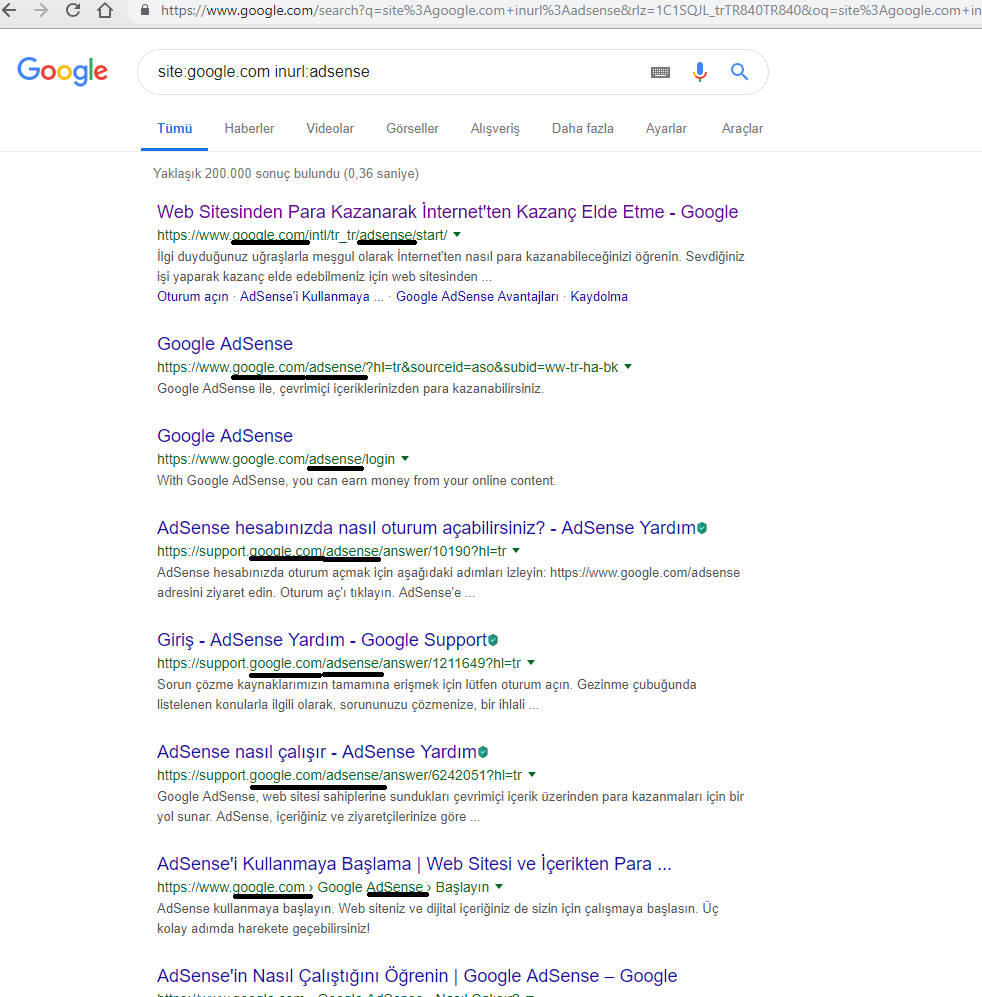 https://www.google.com/search?q=site%3Agoogle.com+inurl%3Aadsense&rlz=1C1SQJL_trTR840TR840&oq=site%3Agoogle.com+in
Google
site:google.com inurl:adsense
Tümü Haberler Videolar Görseller Alışveriş Daha fazla Ayarlar Araçlar
Yaklaşık 200.000 sonuç bulundu (0,36 saniye)
Web Sitesinden Para Kazanarak İnternet'ten Kazanç Elde Etme - Google
https://www.google.com/intl/tr_tr/adsense/start/
İlgi duyduğunuz uğraşlarla meşgul olarak İnternet'ten nasıl para kazanabileceğinizi öğrenin. Sevdiğiniz
işi yaparak kazanç elde edebilmeniz için web sitesinden ...
Oturum açın · AdSense'i Kullanmaya ... · Google AdSense Avantajları · Kaydolma
Google AdSense
https://www.google.com/adsense/?hl=tr&sourceid=aso&subid=ww-tr-ha-bk
Google AdSense ile, çevrimiçi içeriklerinizden para kazanabilirsiniz.
Google AdSense
https://www.google.com/adsense/login
With Google AdSense, you can earn money from your online content.
AdSense hesabınızda nasıl oturum açabilirsiniz? - AdSense Yardım
https://support.google.com/adsense/answer/10190?hl=tr
AdSense hesabınızda oturum açmak için aşağıdaki adımları izleyin: https://www.google.com/adsense
adresini ziyaret edin. Oturum aç'ı tıklayın. AdSense'e ...
Giriş - AdSense Yardım - Google Support
https://support.google.com/adsense/answer/1211649?hl=tr
Sorun çözme kaynaklarımızın tamamına erişmek için lütfen oturum açın. Gezinme çubuğunda
listelenen konularla ilgili olarak, sorununuzu çözmenize, bir ihlali ...
AdSense nasıl çalışır - AdSense Yardım
https://support.google.com/adsense/answer/6242051?hl=tr
Google AdSense, web sitesi sahiplerine sundukları çevrimiçi içerik üzerinden para kazanmaları için bir
yol sunar. AdSense, içeriğiniz ve ziyaretçilerinize göre ...
AdSense'i Kullanmaya Başlama | Web Sitesi ve İçerikten Para ...
https://www.google.com › Google AdSense › Başlayın
AdSense kullanmaya başlayın. Web siteniz ve dijital içeriğiniz de sizin için çalışmaya başlasın. Üç
kolay adımda harekete geçebilirsiniz!
AdSense'in Nasıl Çalıştığını Öğrenin | Google AdSense – Google